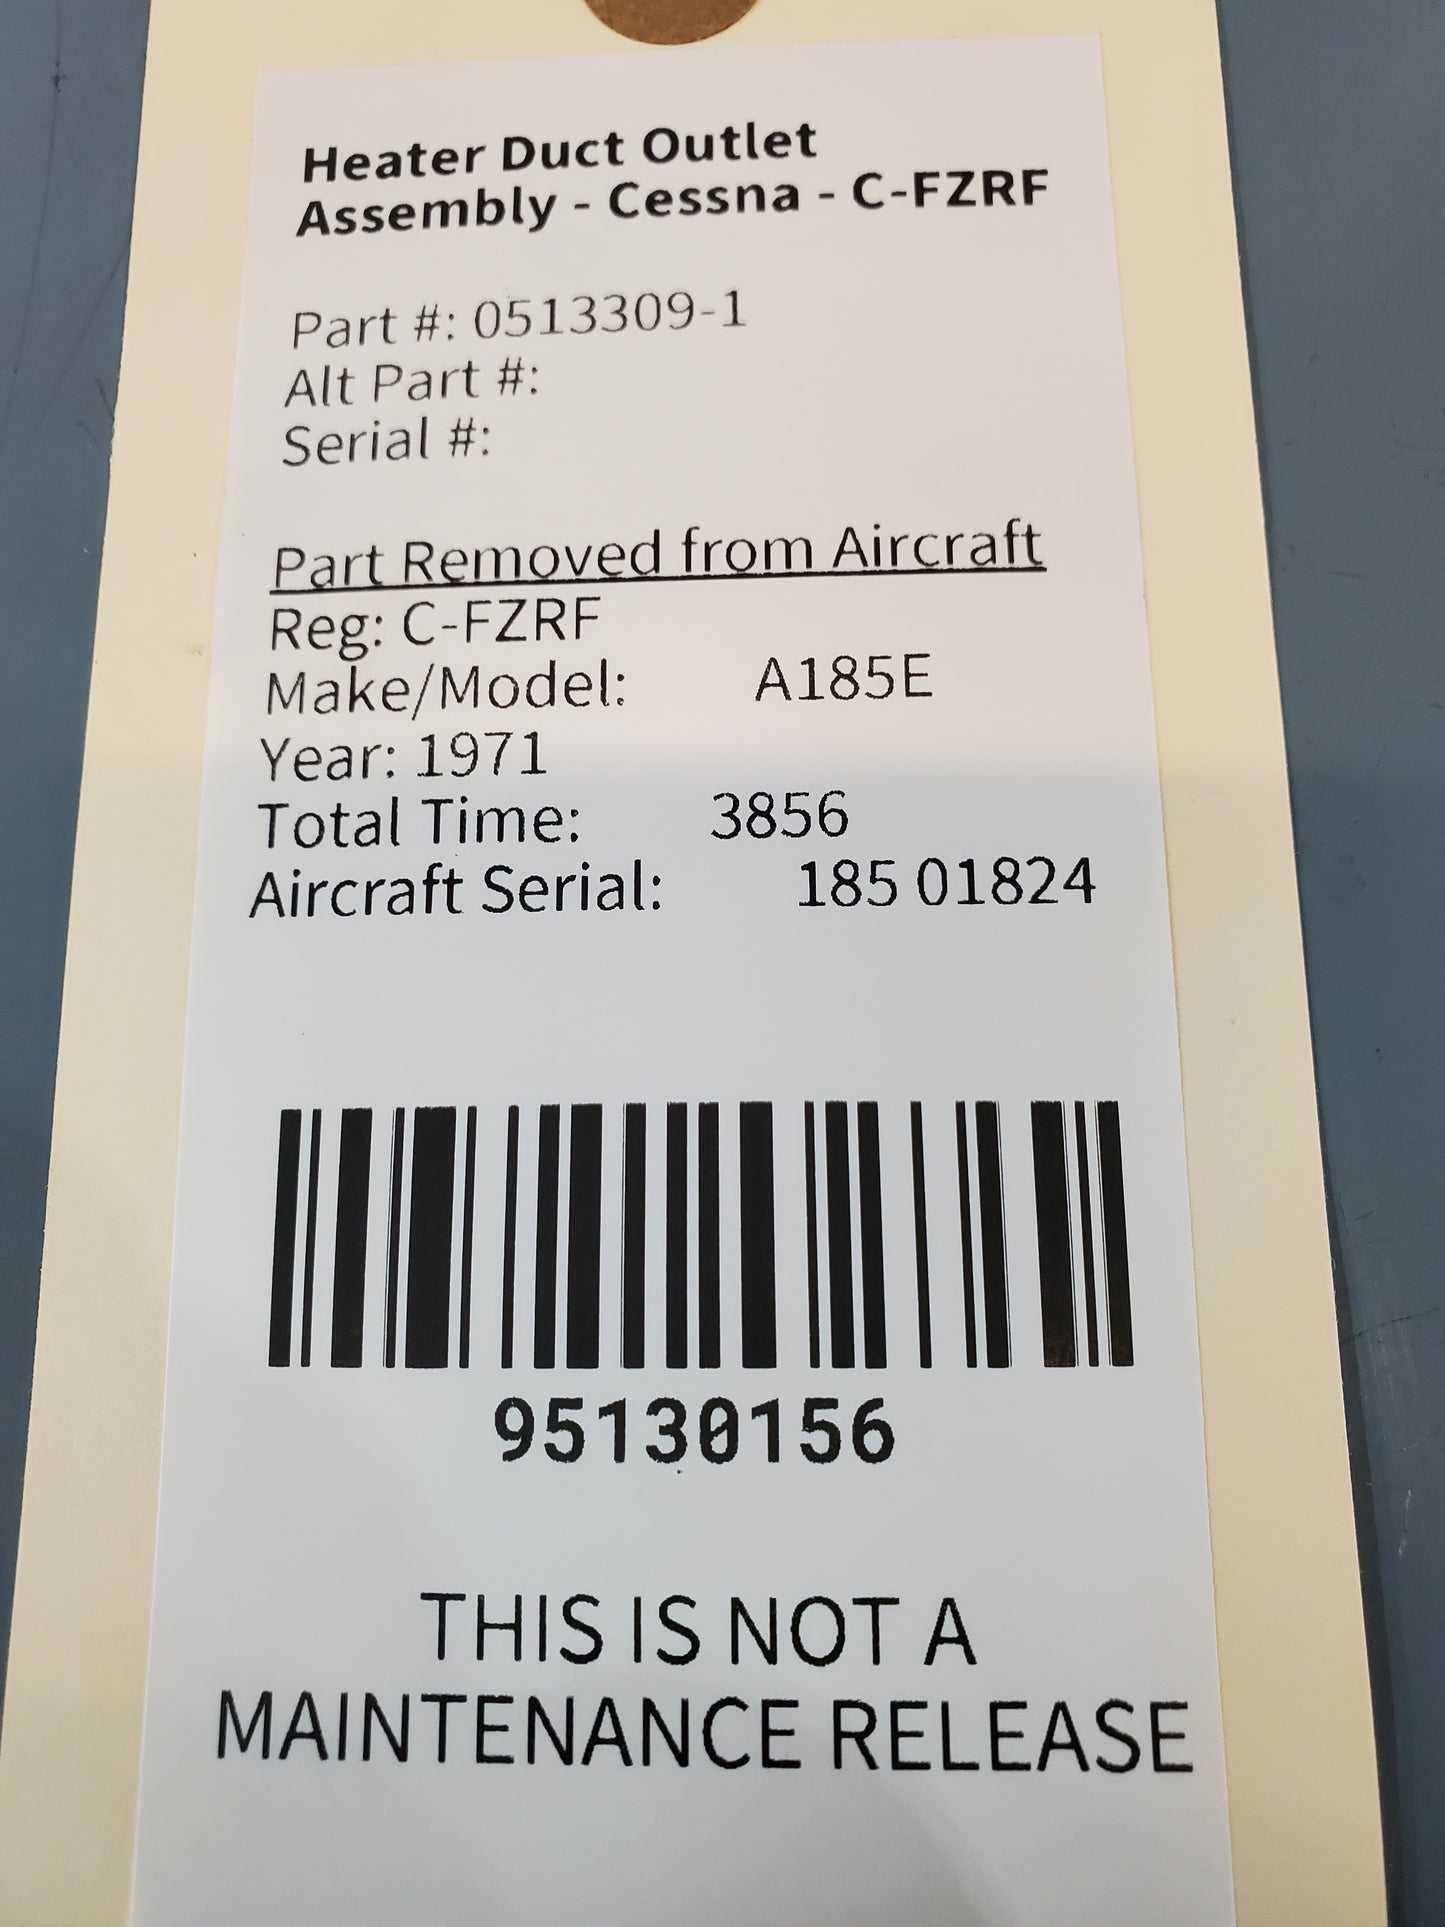 Heater Duct Outlet
Assembly - Cessna - C-FZRF
Part #: 0513309-1
Alt Part #:
Serial #:
Part Removed from Aircraft
Reg: C-FZRF
Make/Model: A185E
Year: 1971
Total Time: 3856
Aircraft Serial: 185 01824
95130156
THIS IS NOT A
MAINTENANCE RELEASE